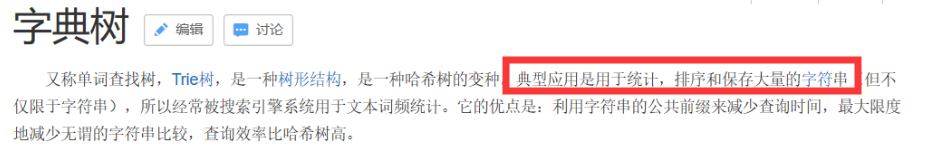 字典树 编辑 讨论
又称单词查找树，Trie树，是一种树形结构，是一种哈希树的变种。典型应用是用于统计，排序和保存大量的字符串（但不
仅限于字符串），所以经常被搜索引擎系统用于文本词频统计。它的优点是：利用字符串的公共前缀来减少查询时间，最大限度
地减少无谓的字符串比较，查询效率比哈希树高。